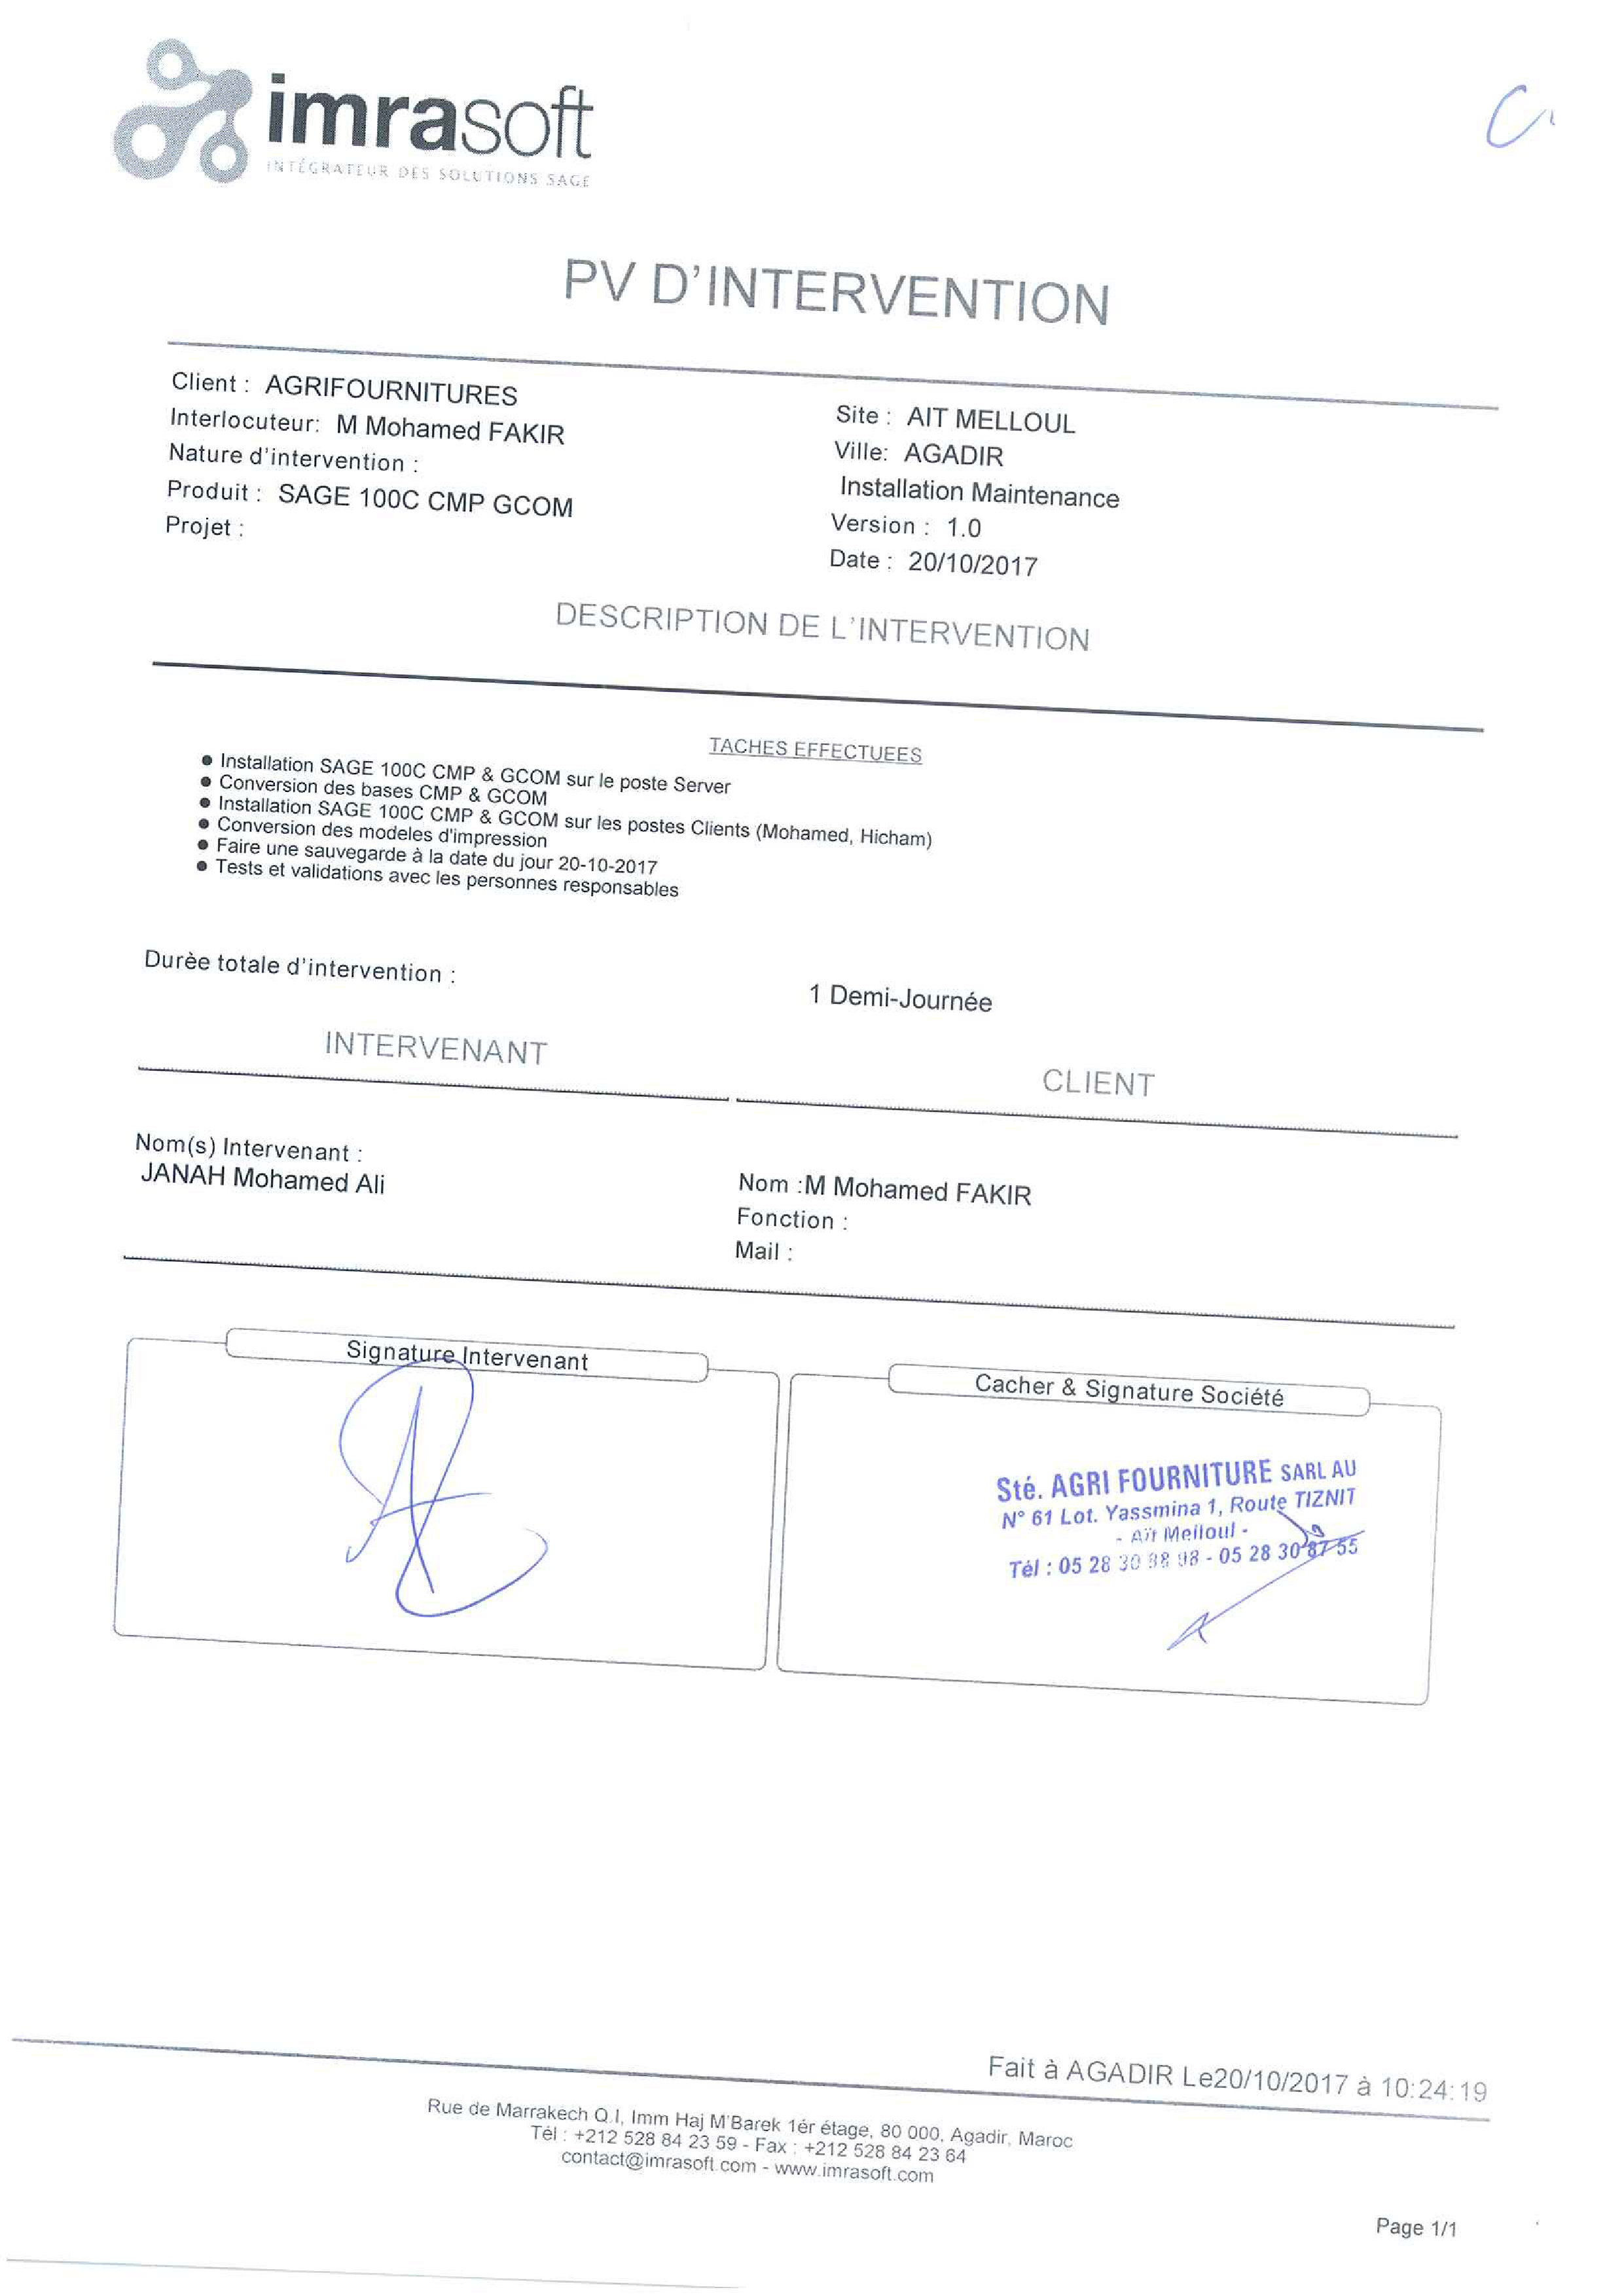 imrasoft
INTÉGRATEUR DES SOLUTIONS SAGE
PV D'INTERVENTION
Client : AGRIFOURNITURES
Interlocuteur: M Mohamed FAKIR
Nature d'intervention :
Produit : SAGE 100C CMP GCOM
Projet :
Site : AIT MELLOUL
Ville: AGADIR
Installation Maintenance
Version : 1.0
Date : 20/10/2017
DESCRIPTION DE L'INTERVENTION
TACHES EFFECTUEES
● Installation SAGE 100C CMP & GCOM sur le poste Server
● Conversion des bases CMP & GCOM
● Installation SAGE 100C CMP & GCOM sur les postes Clients (Mohamed, Hicham)
● Conversion des modeles d'impression
● Faire une sauvegarde à la date du jour 20-10-2017
● Tests et validations avec les personnes responsables
Durèe totale d'intervention :
1 Demi-Journée
INTERVENANT
CLIENT
Nom(s) Intervenant :
JANAH Mohamed Ali
Nom :M Mohamed FAKIR
Fonction :
Mail :
Signature Intervenant
Cacher & Signature Société
Sté. AGRI FOURNITURE SARL AU
N° 61 Lot. Yassmina 1, Route TIZNIT
- Aït Melloul -
Tél : 05 28 30 - 05 28 30 87 55
Fait à AGADIR Le20/10/2017 à 10:24:19
Rue de Marrakech Q.I, Imm Haj M'Barek 1ér étage, 80 000, Agadir, Maroc
Tél : +212 528 84 23 59 - Fax : +212 528 84 23 64
contact@imrasoft.com - www.imrasoft.com
Page 1/1